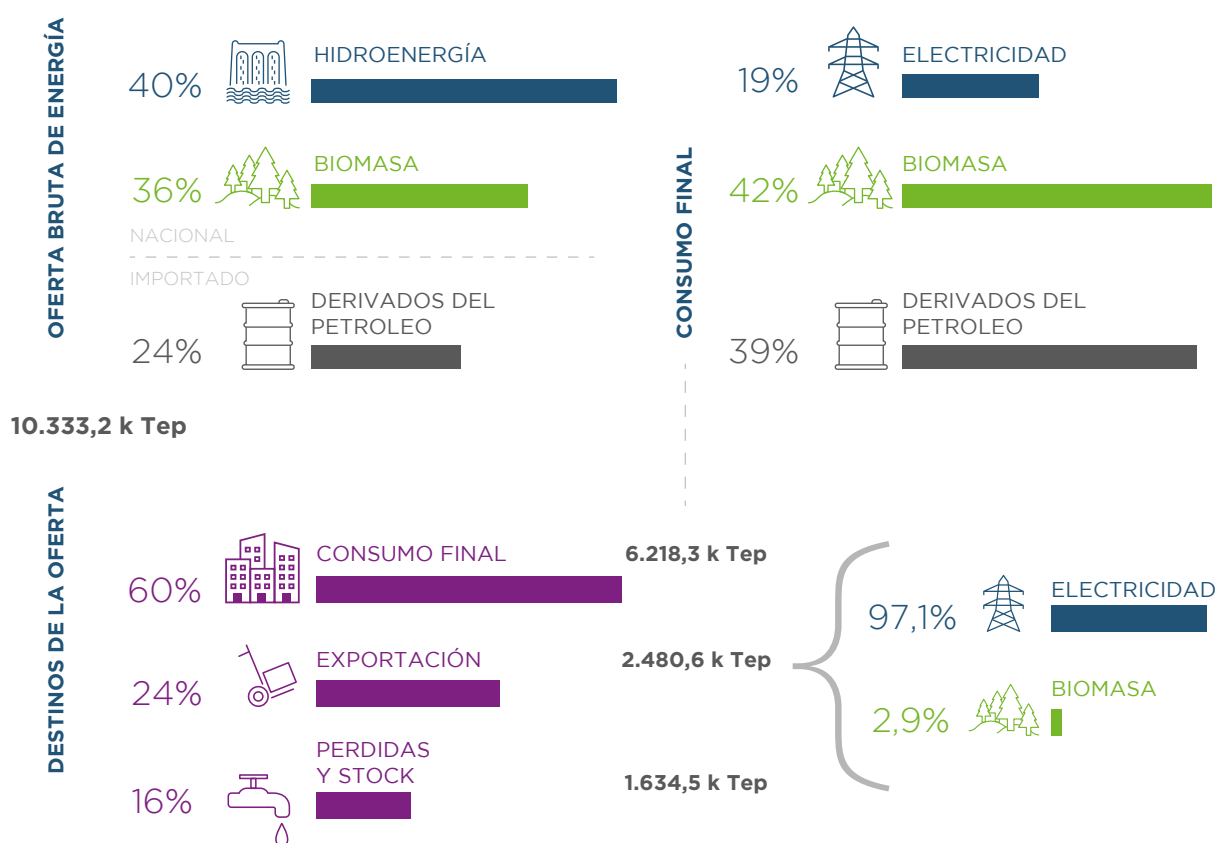 OFERTA BRUTA DE ENERGÍA
40%
HIDROENERGÍA
36%
BIOMASA
NACIONAL
IMPORTADO
24%
DERIVADOS DEL
PETROLEO
10.333,2 k Tep
CONSUMO FINAL
19%
ELECTRICIDAD
42%
BIOMASA
39%
DERIVADOS DEL
PETROLEO
DESTINOS DE LA OFERTA
60%
CONSUMO FINAL
6.218,3 k Tep
24%
EXPORTACIÓN
2.480,6 k Tep
16%
PERDIDAS
Y STOCK
1.634,5 k Tep
97,1%
ELECTRICIDAD
2,9%
BIOMASA